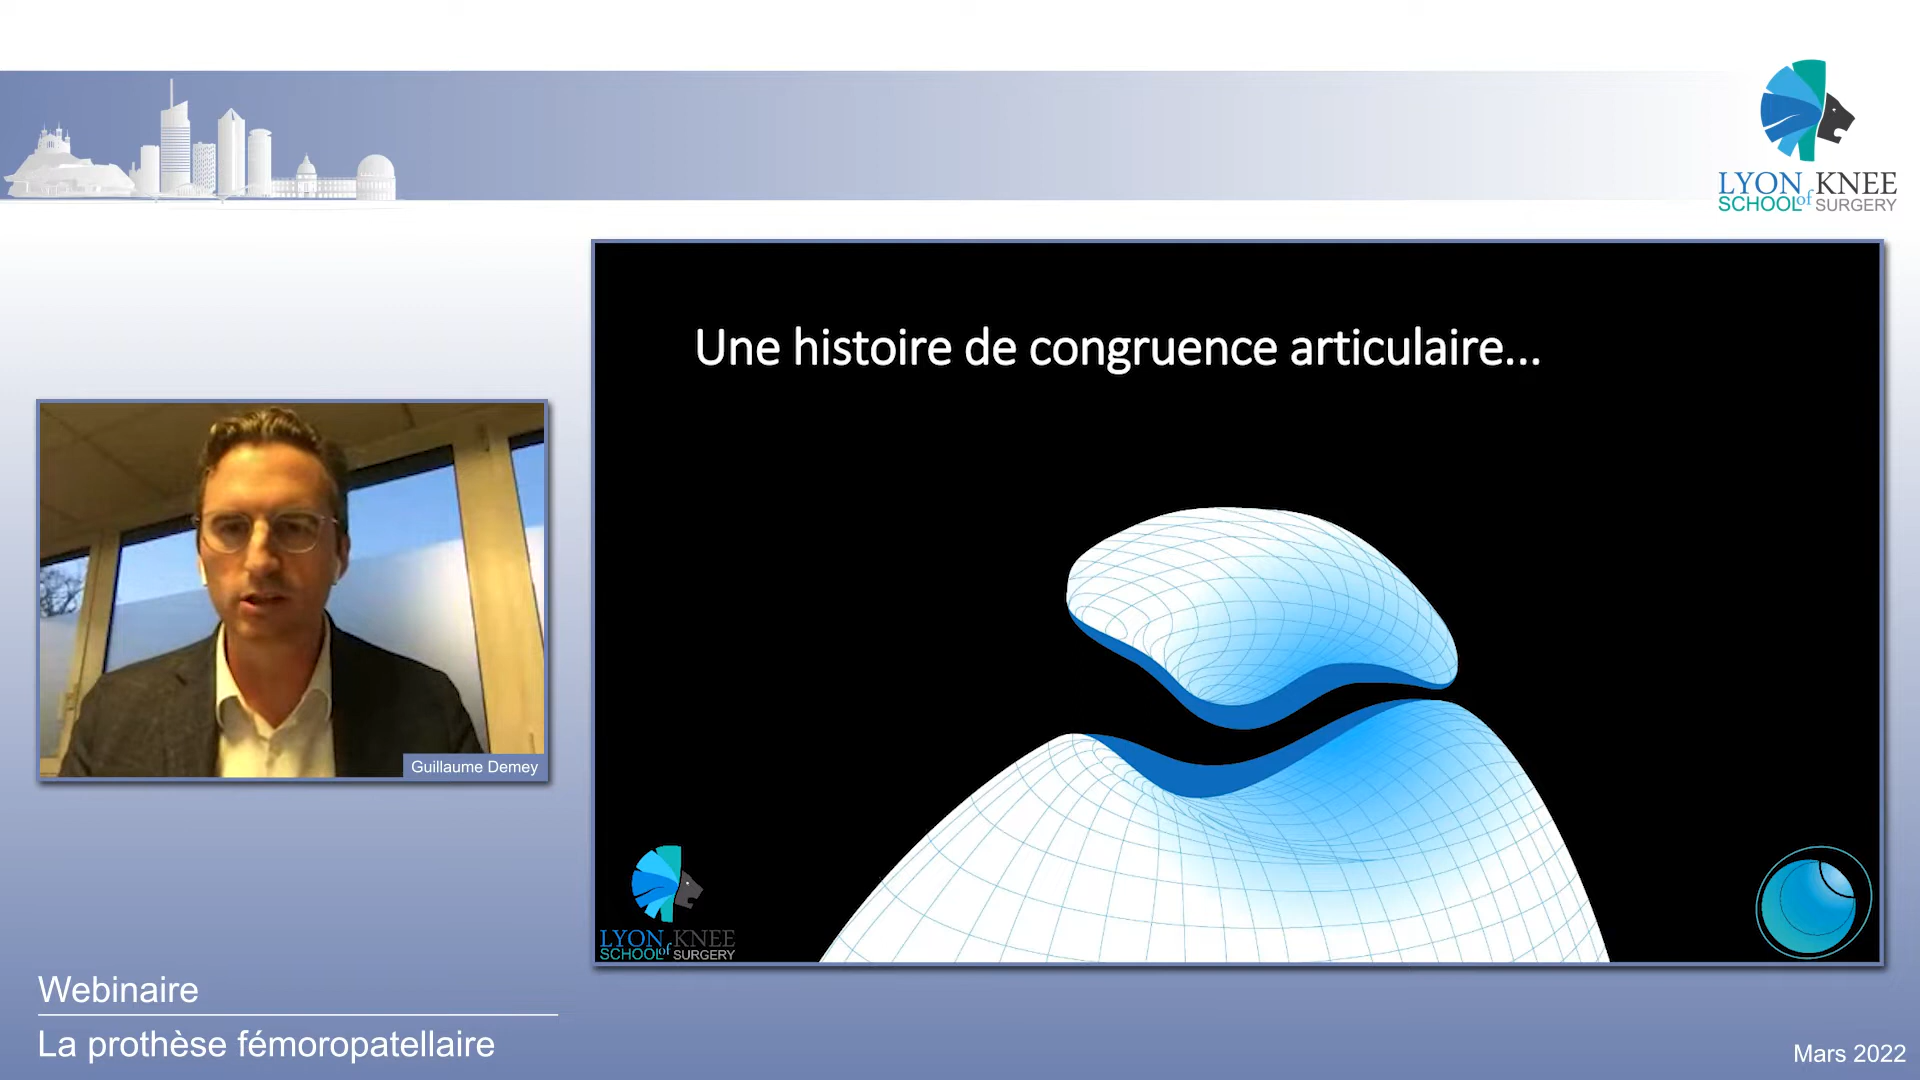 LYON KNEE
SCHOOL of SURGERY
Une histoire de congruence articulaire...
Guillaume Demey
LYON KNEE
SCHOOL of SURGERY
Webinaire
La prothèse fémoropatellaire
Mars 2022